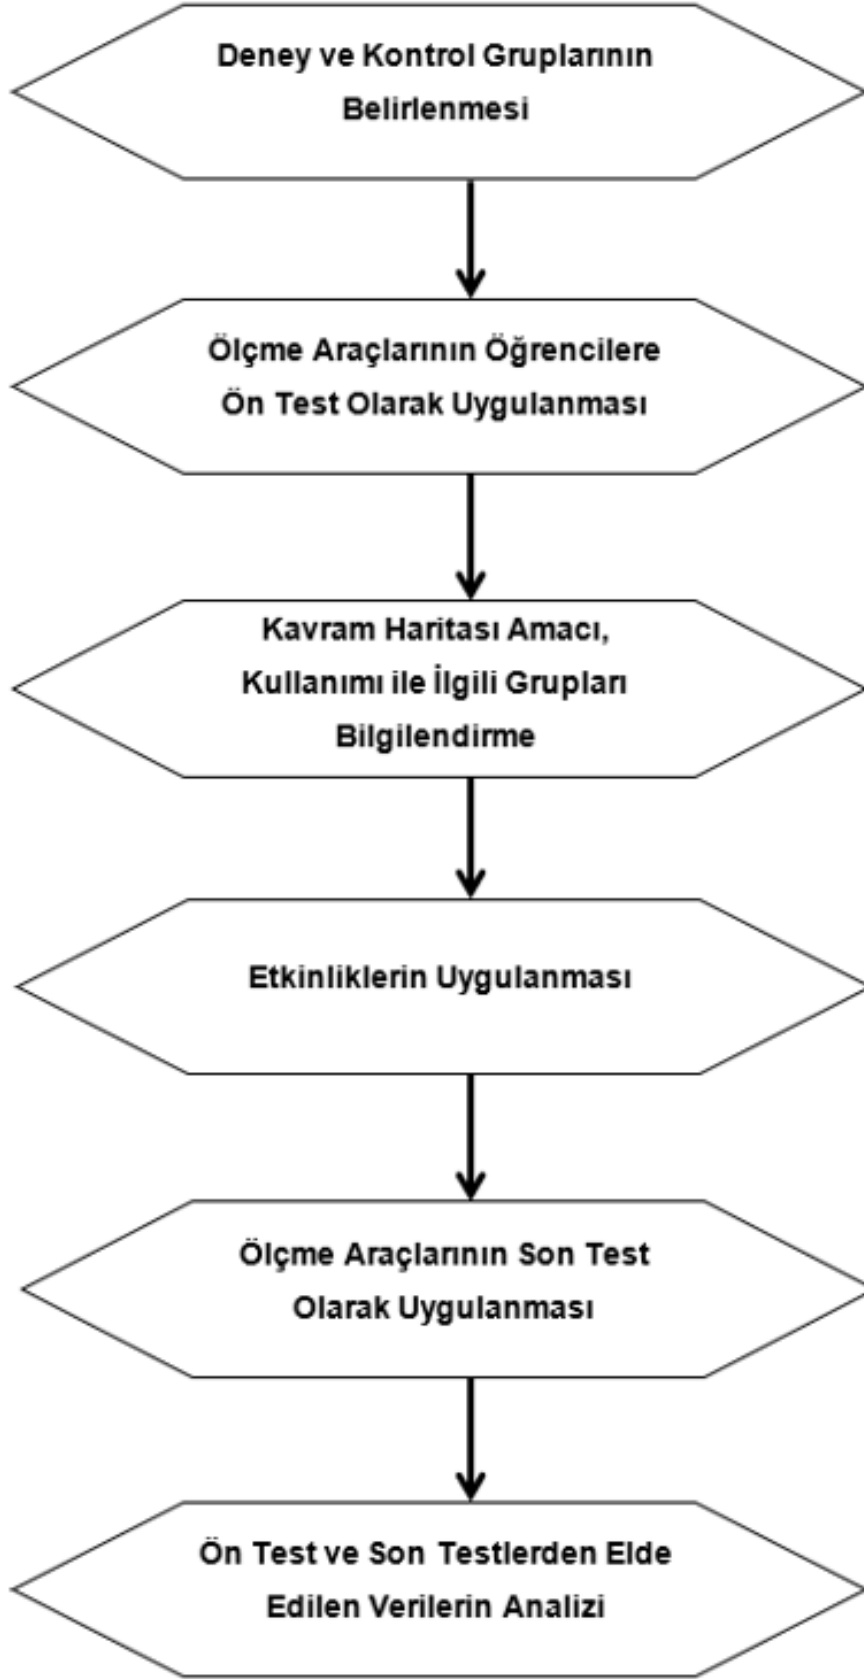 Deney ve Kontrol Gruplarının
Belirlenmesi
Ölçme Araçlarının Öğrencilere
Ön Test Olarak Uygulanması
Kavram Haritası Amacı,
Kullanımı ile İlgili Grupları
Bilgilendirme
Etkinliklerin Uygulanması
Ölçme Araçlarının Son Test
Olarak Uygulanması
Ön Test ve Son Testlerden Elde
Edilen Verilerin Analizi